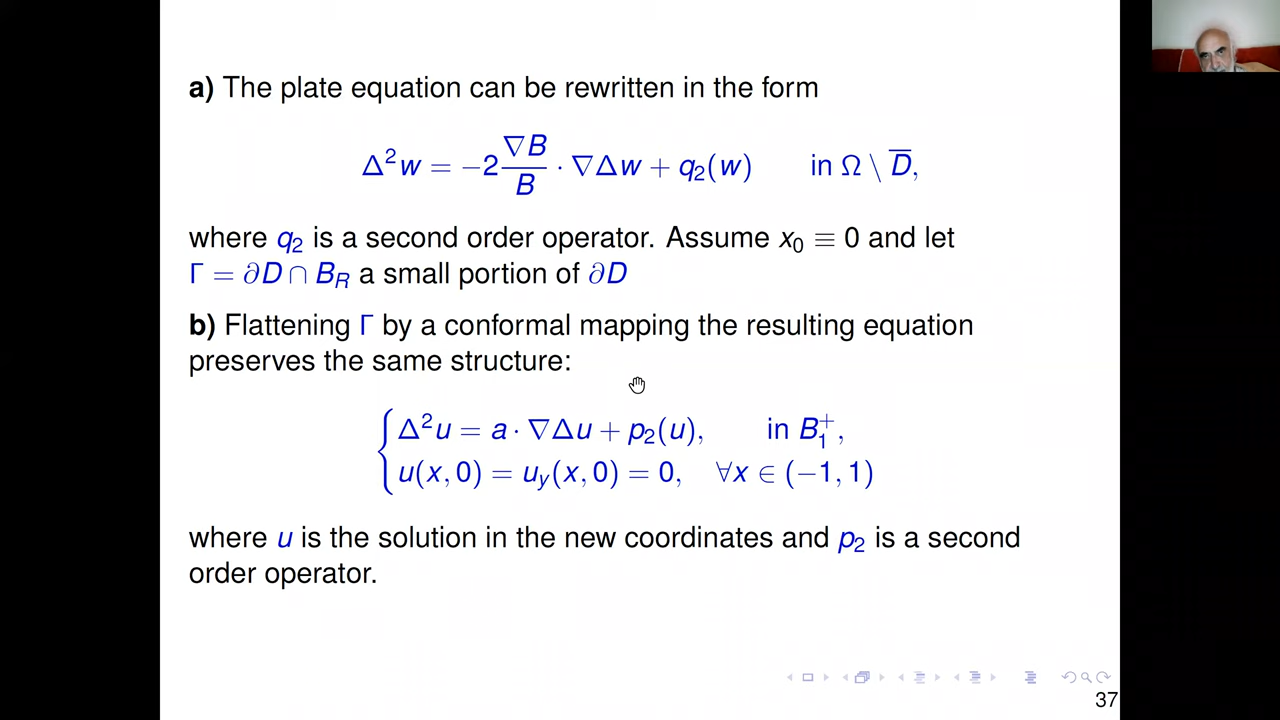 a) The plate equation can be rewritten in the form
Δ²w = −2 ∇B/B · ∇Δw + q₂(w) in Ω \ D̅,
where q₂ is a second order operator. Assume x₀ ≡ 0 and let
Γ = ∂D ∩ B_R a small portion of ∂D
b) Flattening Γ by a conformal mapping the resulting equation
preserves the same structure:
{ Δ²u = a · ∇Δu + p₂(u), in B₁⁺,
u(x, 0) = u_y(x, 0) = 0, ∀x ∈ (−1, 1)
where u is the solution in the new coordinates and p₂ is a second
order operator.
37